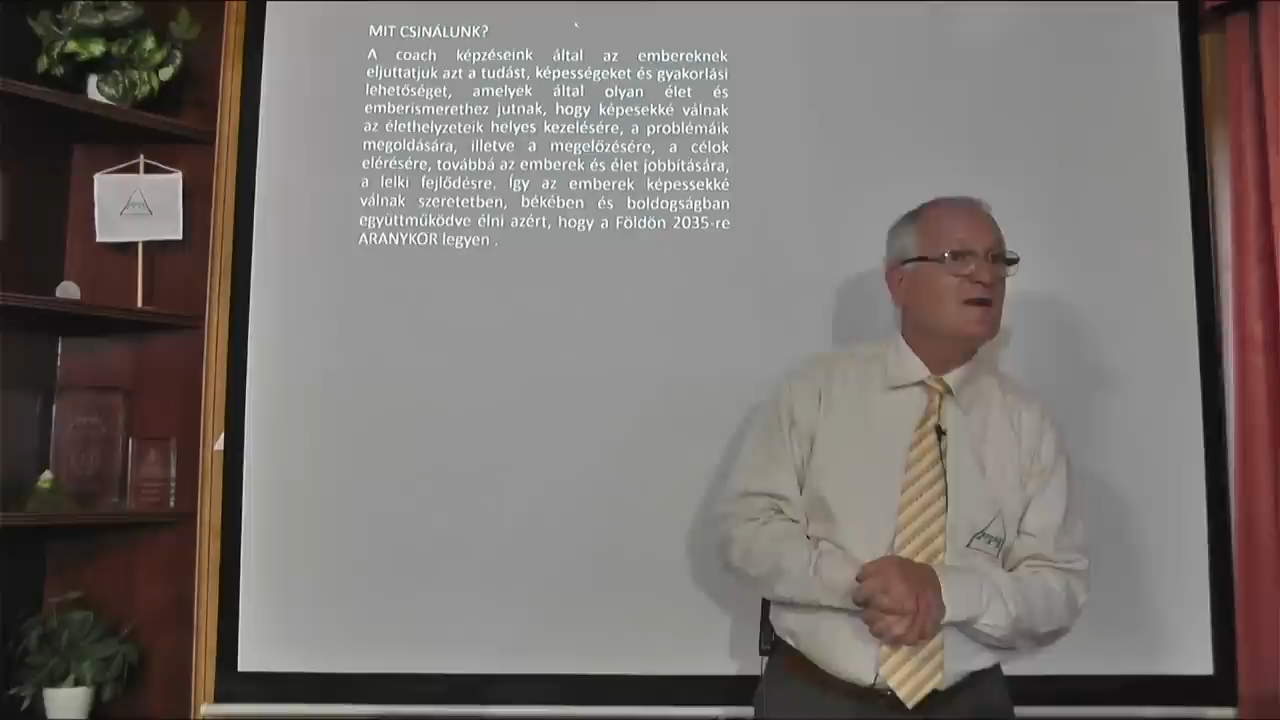 MIT CSINÁLUNK?
A coach képzéseink által az embereknek
eljuttatjuk azt a tudást, képességeket és gyakorlási
lehetőséget, amelyek által olyan élet és
emberismerethez jutnak, hogy képesekké válnak
az élethelyzeteik helyes kezelésére, a problémáik
megoldására, illetve a megelőzésére, a célok
elérésére, továbbá az emberek és élet jobbítására,
a lelki fejlődésre. Így az emberek képessekké
válnak szeretetben, békében és boldogságban
együttműködve élni azért, hogy a Földön 2035-re
ARANYKOR legyen .